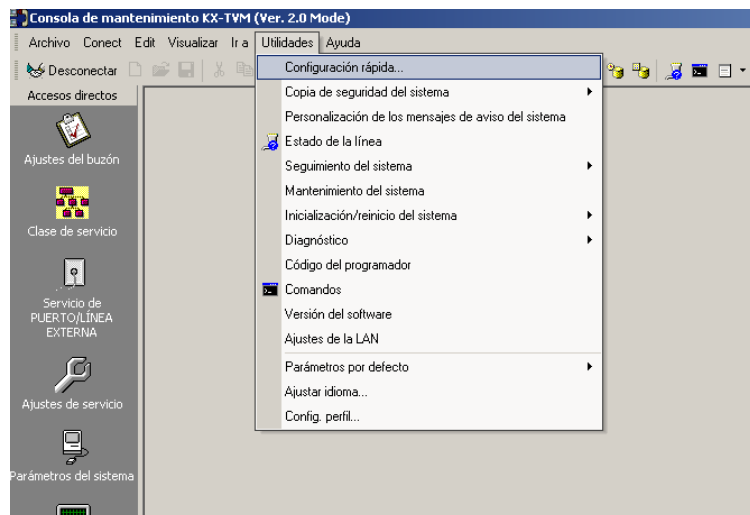 Consola de mantenimiento KX-TVM (Ver. 2.0 Mode)
Archivo Conect Edit Visualizar Ir a Utilidades Ayuda
Desconectar
Accesos directos
Ajustes del buzón
Clase de servicio
Servicio de
PUERTO/LÍNEA
EXTERNA
Ajustes de servicio
Parámetros del sistema
Configuración rápida...
Copia de seguridad del sistema
Personalización de los mensajes de aviso del sistema
Estado de la línea
Seguimiento del sistema
Mantenimiento del sistema
Inicialización/reinicio del sistema
Diagnóstico
Código del programador
Comandos
Versión del software
Ajustes de la LAN
Parámetros por defecto
Ajustar idioma...
Config. perfil...